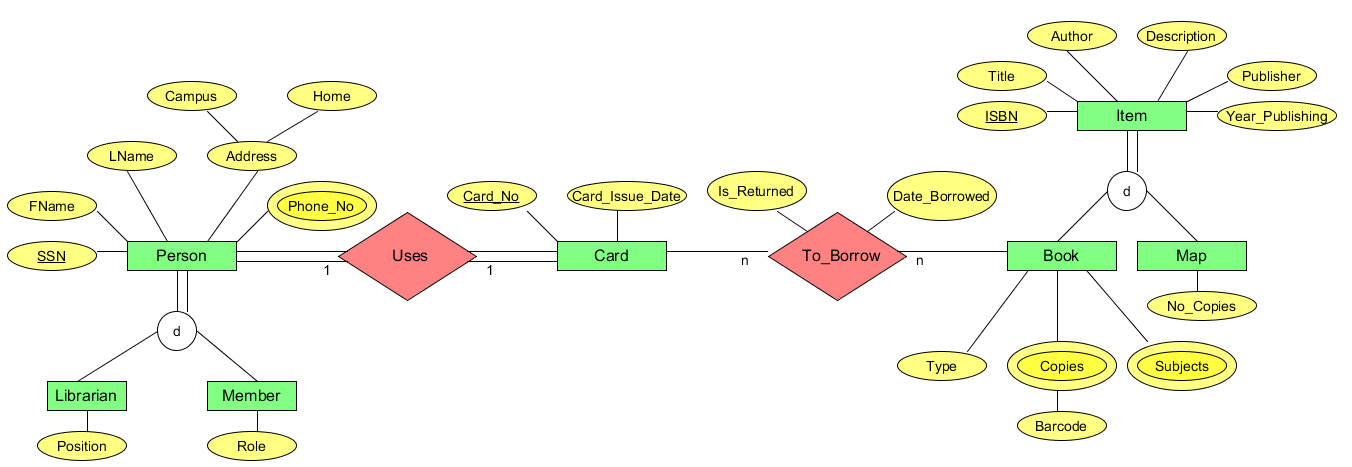 Author
Description
Title
Publisher
ISBN
Item
Year_Publishing
Campus
Home
LName
Address
d
FName
Phone_No
Card_No
Card_Issue_Date
Is_Returned
Date_Borrowed
SSN
Person
1
Uses
1
Card
n
To_Borrow
n
Book
Map
No_Copies
d
Type
Copies
Subjects
Librarian
Member
Barcode
Position
Role